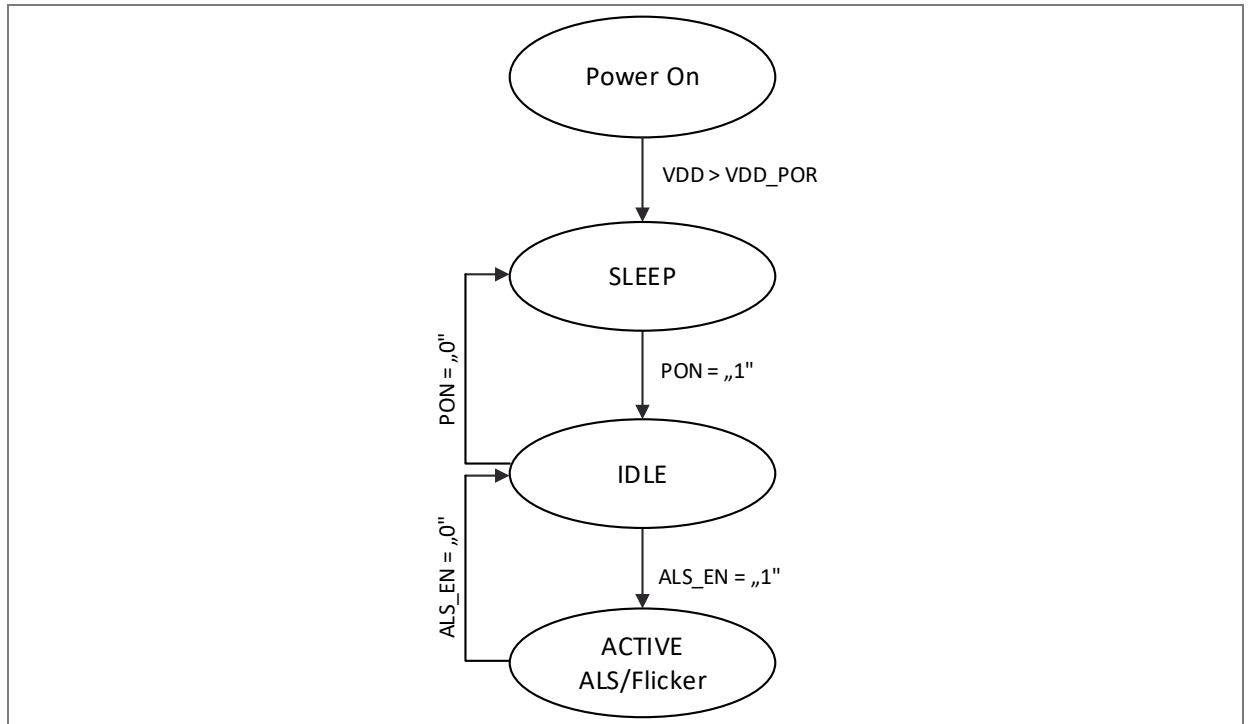 Power On
VDD > VDD_POR
SLEEP
PON = „0"
PON = „1"
IDLE
ALS_EN = „0"
ALS_EN = „1"
ACTIVE
ALS/Flicker